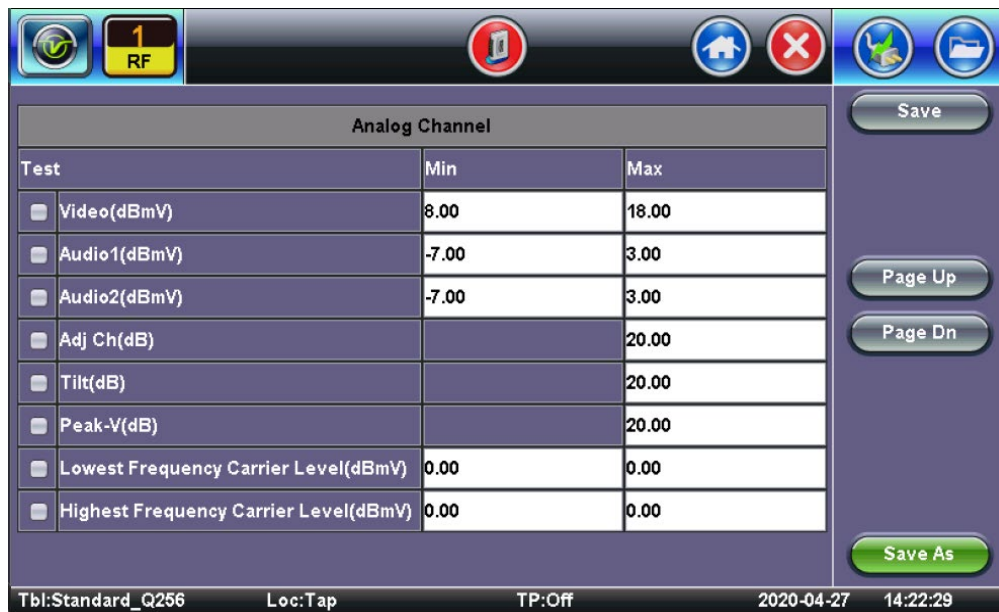 1
RF
Analog Channel
Test Min Max
Video(dBmV) 8.00 18.00
Audio1(dBmV) -7.00 3.00
Audio2(dBmV) -7.00 3.00
Adj Ch(dB) 20.00
Tilt(dB) 20.00
Peak-V(dB) 20.00
Lowest Frequency Carrier Level(dBmV) 0.00 0.00
Highest Frequency Carrier Level(dBmV) 0.00 0.00
Save
Page Up
Page Dn
Save As
Tbl:Standard_Q256 Loc:Tap TP:Off 2020-04-27 14:22:29